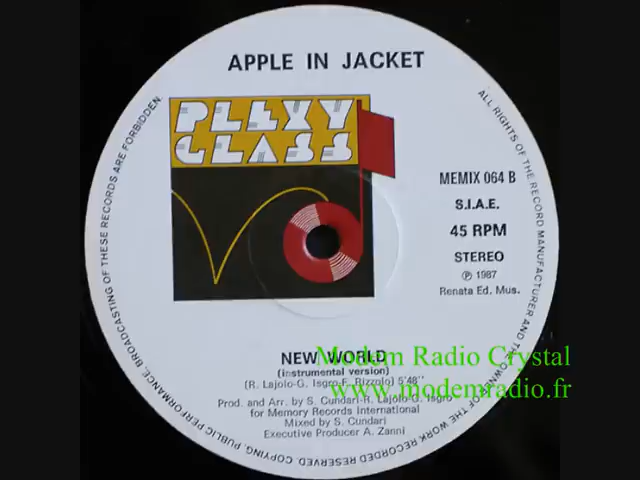 APPLE IN JACKET
PLEXY
CLASS
MEMIX 064 B
S.I.A.E.
45 RPM
STEREO
℗ 1987
Renata Ed. Mus.
NEW WORLD
(instrumental version)
(R. Lajolo-G. Isgro-F. Rizzolo) 5'48''
Prod. and Arr. by S. Cundari-R. Lajolo-G. Isgro
for Memory Records International
Mixed by S. Cundari
Executive Producer A. Zanni
Modem Radio Crystal
www.modemradio.fr
ALL RIGHTS OF THE RECORD MANUFACTURER AND THE OWNER OF THE WORK RECORDED RESERVED. COPYING, PUBLIC PERFORMANCE, BROADCASTING OF THESE RECORDS ARE FORBIDDEN.